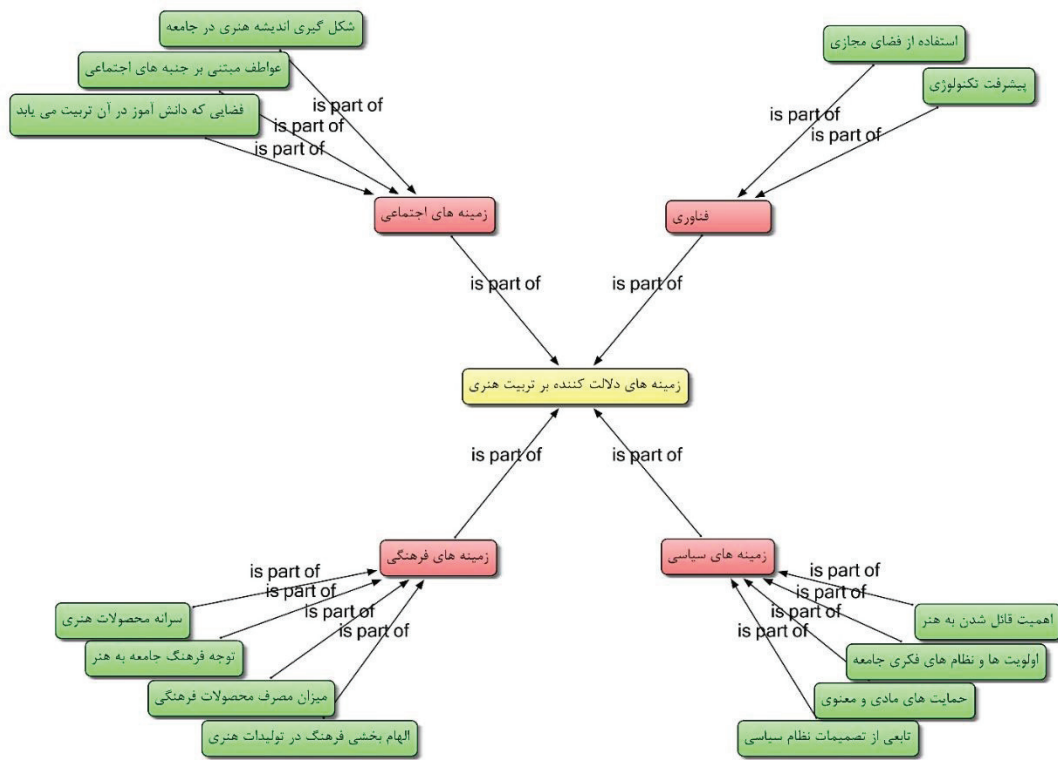 شکل گیری اندیشه هنری در جامعه
استفاده از فضای مجازی
عواطف مبتنی بر جنبه های اجتماعی
پیشرفت تکنولوژی
فضایی که دانش آموز در آن تربیت می یابد
is part of
is part of
is part of
is part of
is part of
زمینه های اجتماعی
فناوری
is part of
is part of
زمینه های دلالت کننده بر تربیت هنری
is part of
is part of
زمینه های فرهنگی
زمینه های سیاسی
is part of
is part of
is part of
is part of
is part of
is part of
is part of
is part of
سرانه محصولات هنری
اهمیت قائل شدن به هنر
توجه فرهنگ جامعه به هنر
اولویت ها و نظام های فکری جامعه
میزان مصرف محصولات فرهنگی
حمایت های مادی و معنوی
الهام بخشی فرهنگ در تولیدات هنری
تابعی از تصمیمات نظام سیاسی